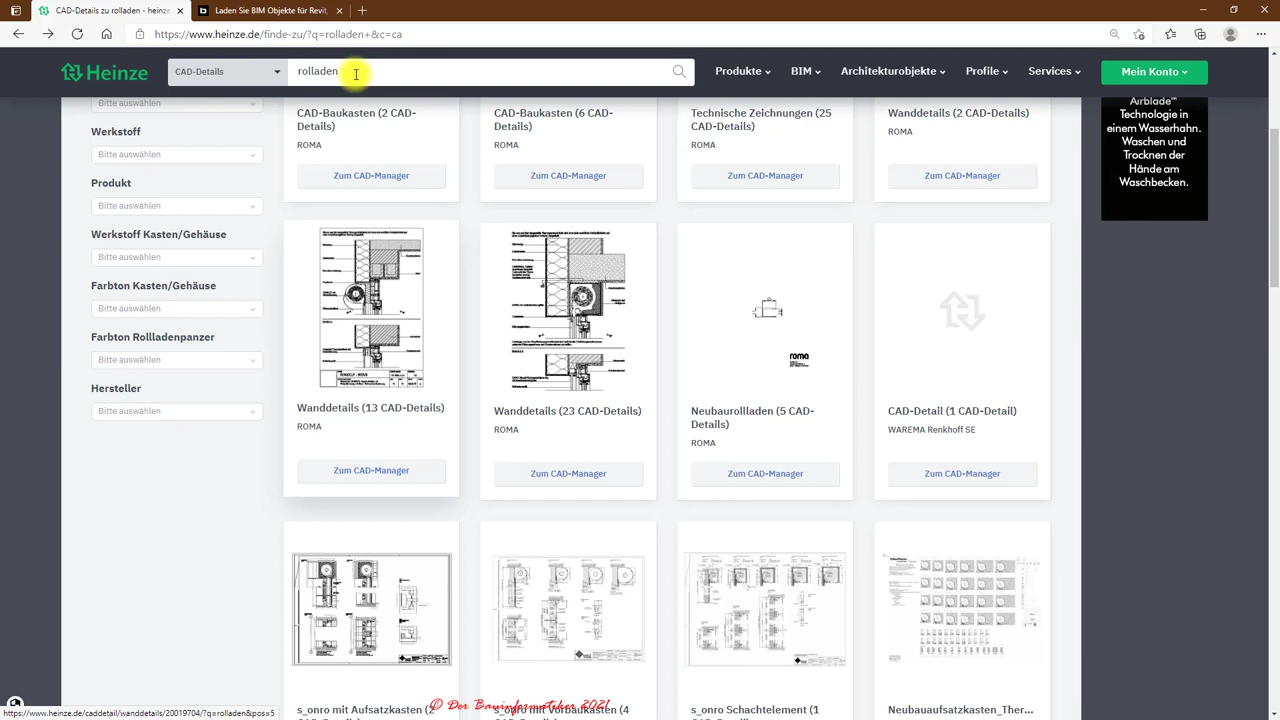 CAD-Details zu rolladen - heinze
Laden Sie BIM Objekte für Revit,
https://www.heinze.de/finde-zu/?q=rolladen+&c=ca
Heinze
CAD-Details
rolladen
Produkte
BIM
Architekturobjekte
Profile
Services
Mein Konto
Bitte auswählen
Werkstoff
Bitte auswählen
Produkt
Bitte auswählen
Werkstoff Kasten/Gehäuse
Bitte auswählen
Farbton Kasten/Gehäuse
Bitte auswählen
Farbton Rollladenpanzer
Bitte auswählen
Hersteller
Bitte auswählen
CAD-Baukasten (2 CAD-
Details)
ROMA
Zum CAD-Manager
CAD-Baukasten (6 CAD-
Details)
ROMA
Zum CAD-Manager
Technische Zeichnungen (25
CAD-Details)
ROMA
Zum CAD-Manager
Wanddetails (2 CAD-Details)
ROMA
Zum CAD-Manager
Airblade™
Technologie in
einem Wasserhahn.
Waschen und
Trocknen der
Hände am
Waschbecken.
Wanddetails (13 CAD-Details)
ROMA
Zum CAD-Manager
Wanddetails (23 CAD-Details)
ROMA
Zum CAD-Manager
roma
Neubaurollladen (5 CAD-
Details)
ROMA
Zum CAD-Manager
CAD-Detail (1 CAD-Detail)
WAREMA Renkhoff SE
Zum CAD-Manager
s_onro mit Aufsatzkasten (2
s_onro mit Vorbaukasten (4
s_onro Schachtelement (1
Neubauaufsatzkasten_Ther...
© Der Bauinformatiker 2021
https://www.heinze.de/caddetail/wanddetails/20019704/?q=rolladen&pos=5